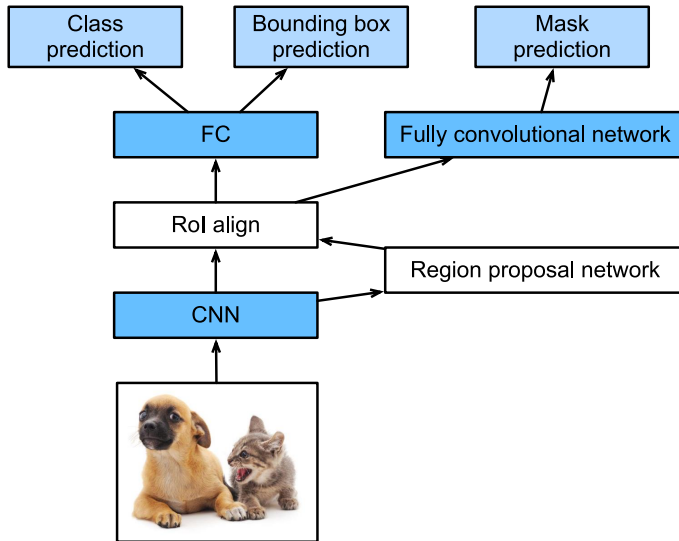 Class
prediction
Bounding box
prediction
Mask
prediction
FC
Fully convolutional network
RoI align
Region proposal network
CNN